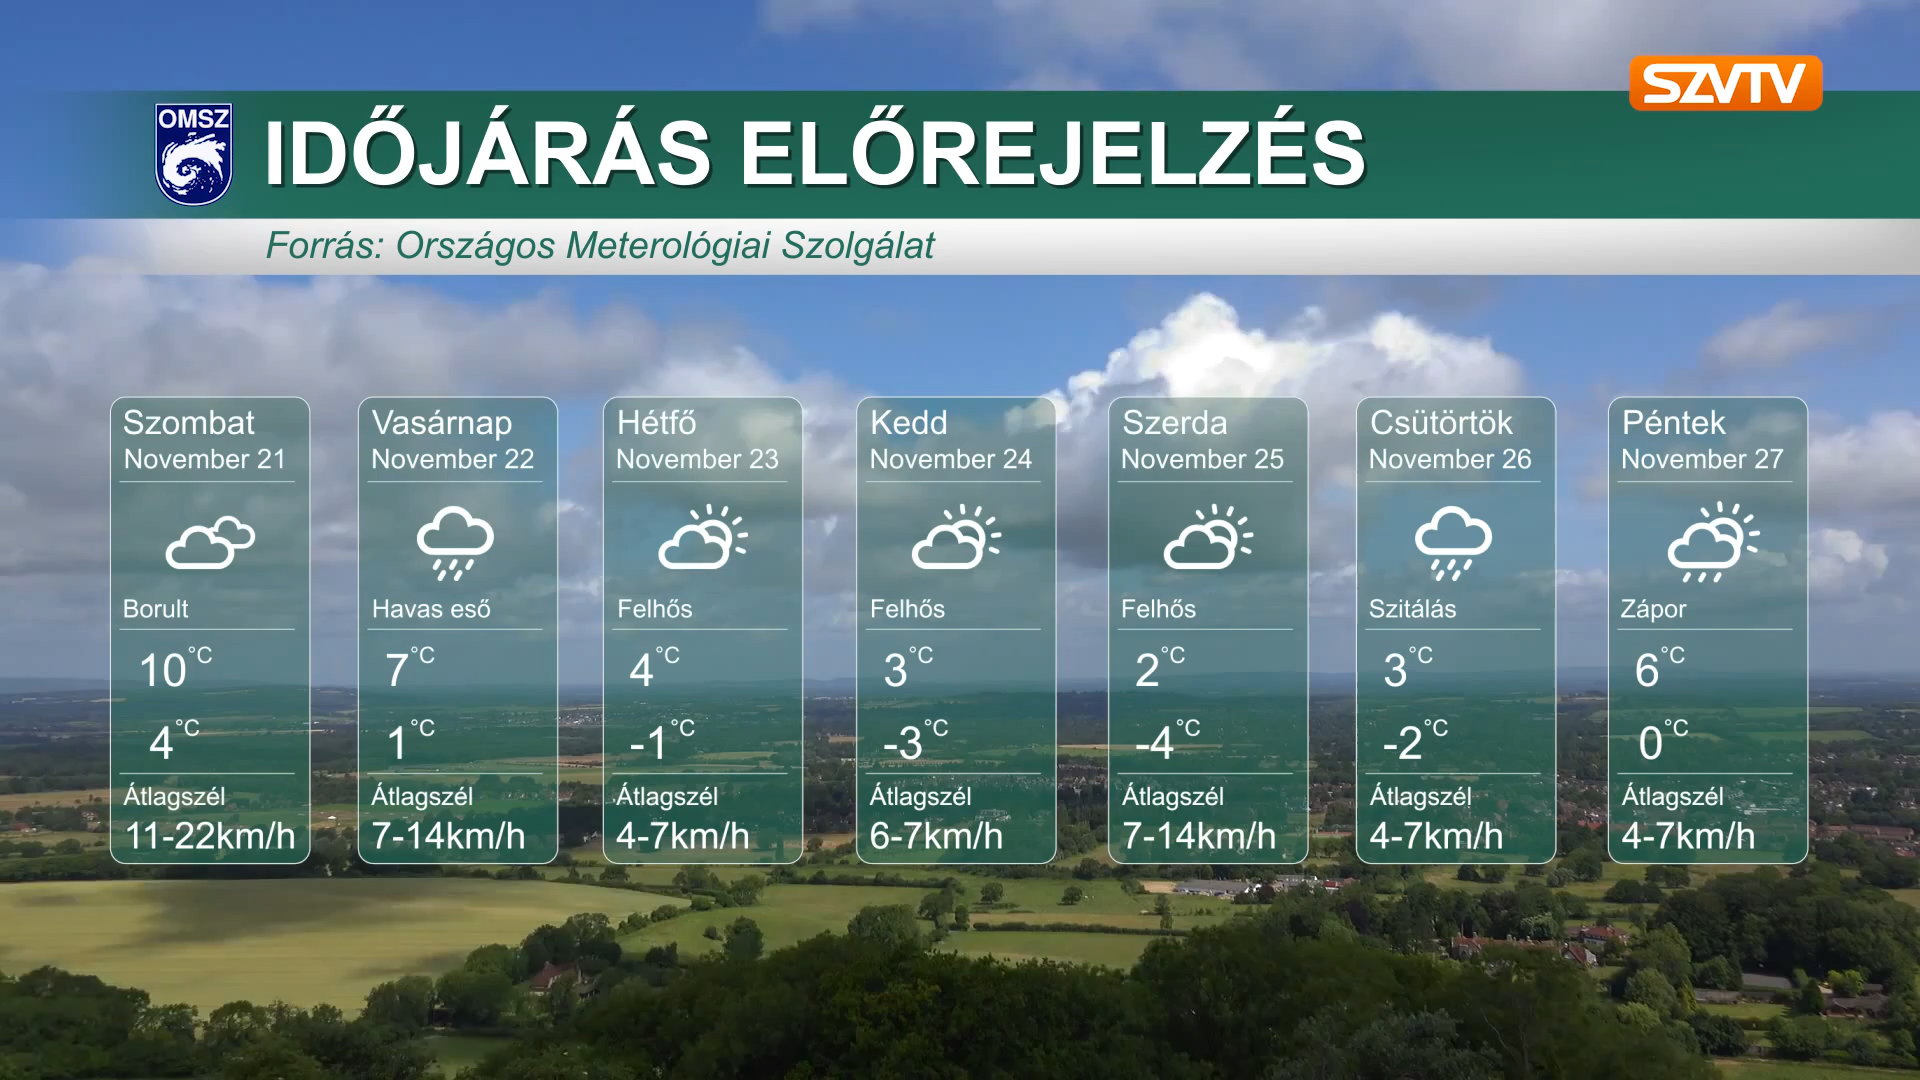 SZVTV
OMSZ
IDŐJÁRÁS ELŐREJELZÉS
Forrás: Országos Meterológiai Szolgálat
Szombat
November 21
Borult
10°C
4°C
Átlagszél
11-22km/h
Vasárnap
November 22
Havas eső
7°C
1°C
Átlagszél
7-14km/h
Hétfő
November 23
Felhős
4°C
-1°C
Átlagszél
4-7km/h
Kedd
November 24
Felhős
3°C
-3°C
Átlagszél
6-7km/h
Szerda
November 25
Felhős
2°C
-4°C
Átlagszél
7-14km/h
Csütörtök
November 26
Szitálás
3°C
-2°C
Átlagszél
4-7km/h
Péntek
November 27
Zápor
6°C
0°C
Átlagszél
4-7km/h